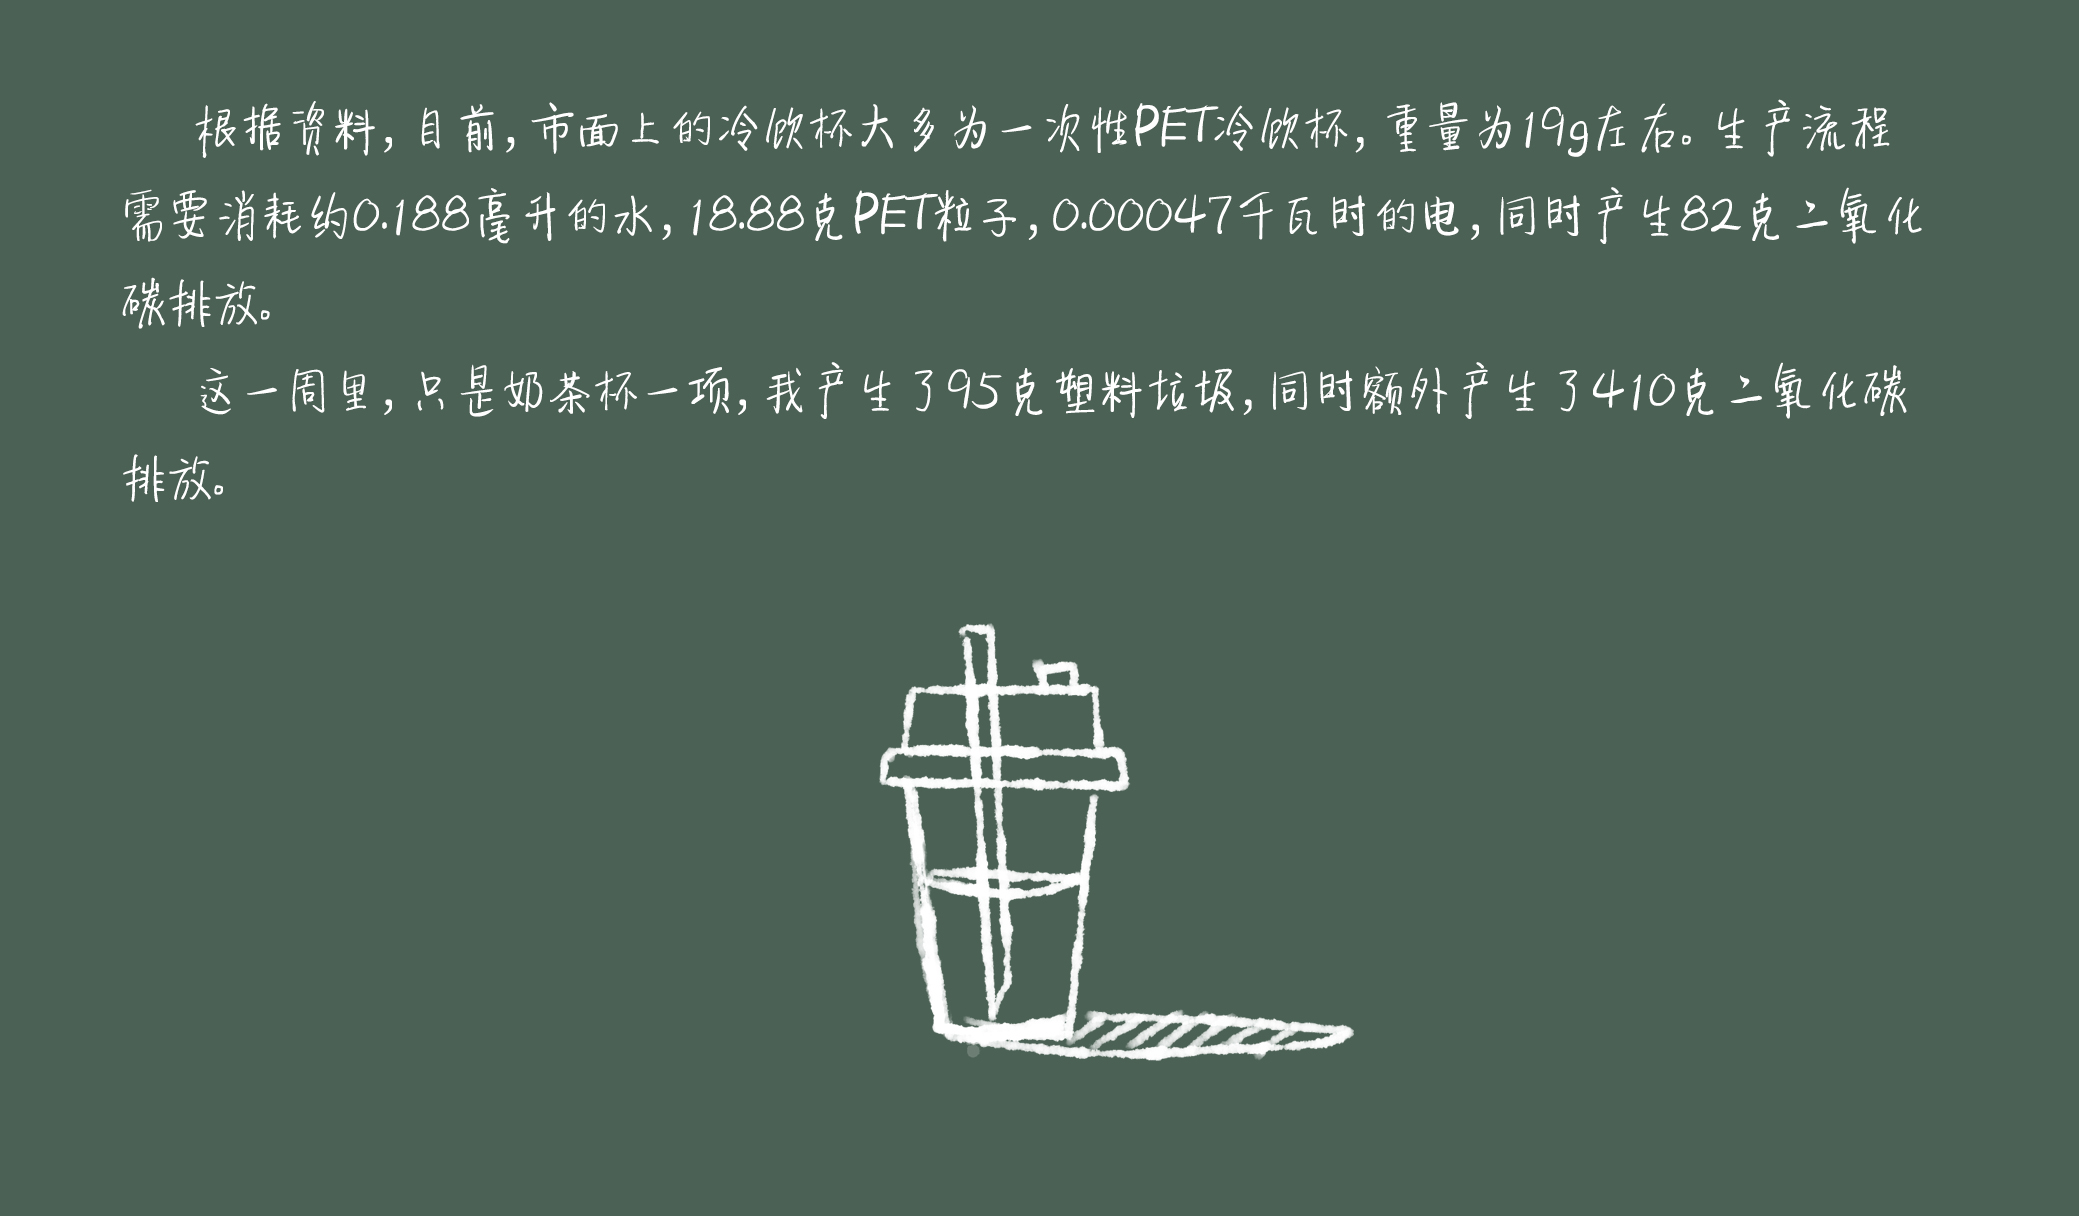 根据资料,目前,市面上的冷饮杯大多为一次性PET冷饮杯,重量为19g左右。生产流程
需要消耗约0.188毫升的水,18.88克PET粒子,0.00047千瓦时的电,同时产生82克二氧化
碳排放。
这一周里,只是奶茶杯一项,我产生了95克塑料垃圾,同时额外产生了410克二氧化碳
排放。